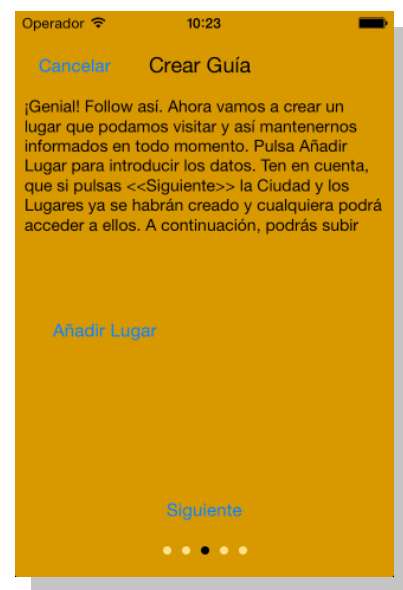 Operador 10:23
Cancelar Crear Guía
¡Genial! Follow así. Ahora vamos a crear un
lugar que podamos visitar y así mantenernos
informados en todo momento. Pulsa Añadir
Lugar para introducir los datos. Ten en cuenta,
que si pulsas <<Siguiente>> la Ciudad y los
Lugares ya se habrán creado y cualquiera podrá
acceder a ellos. A continuación, podrás subir
Añadir Lugar
Siguiente